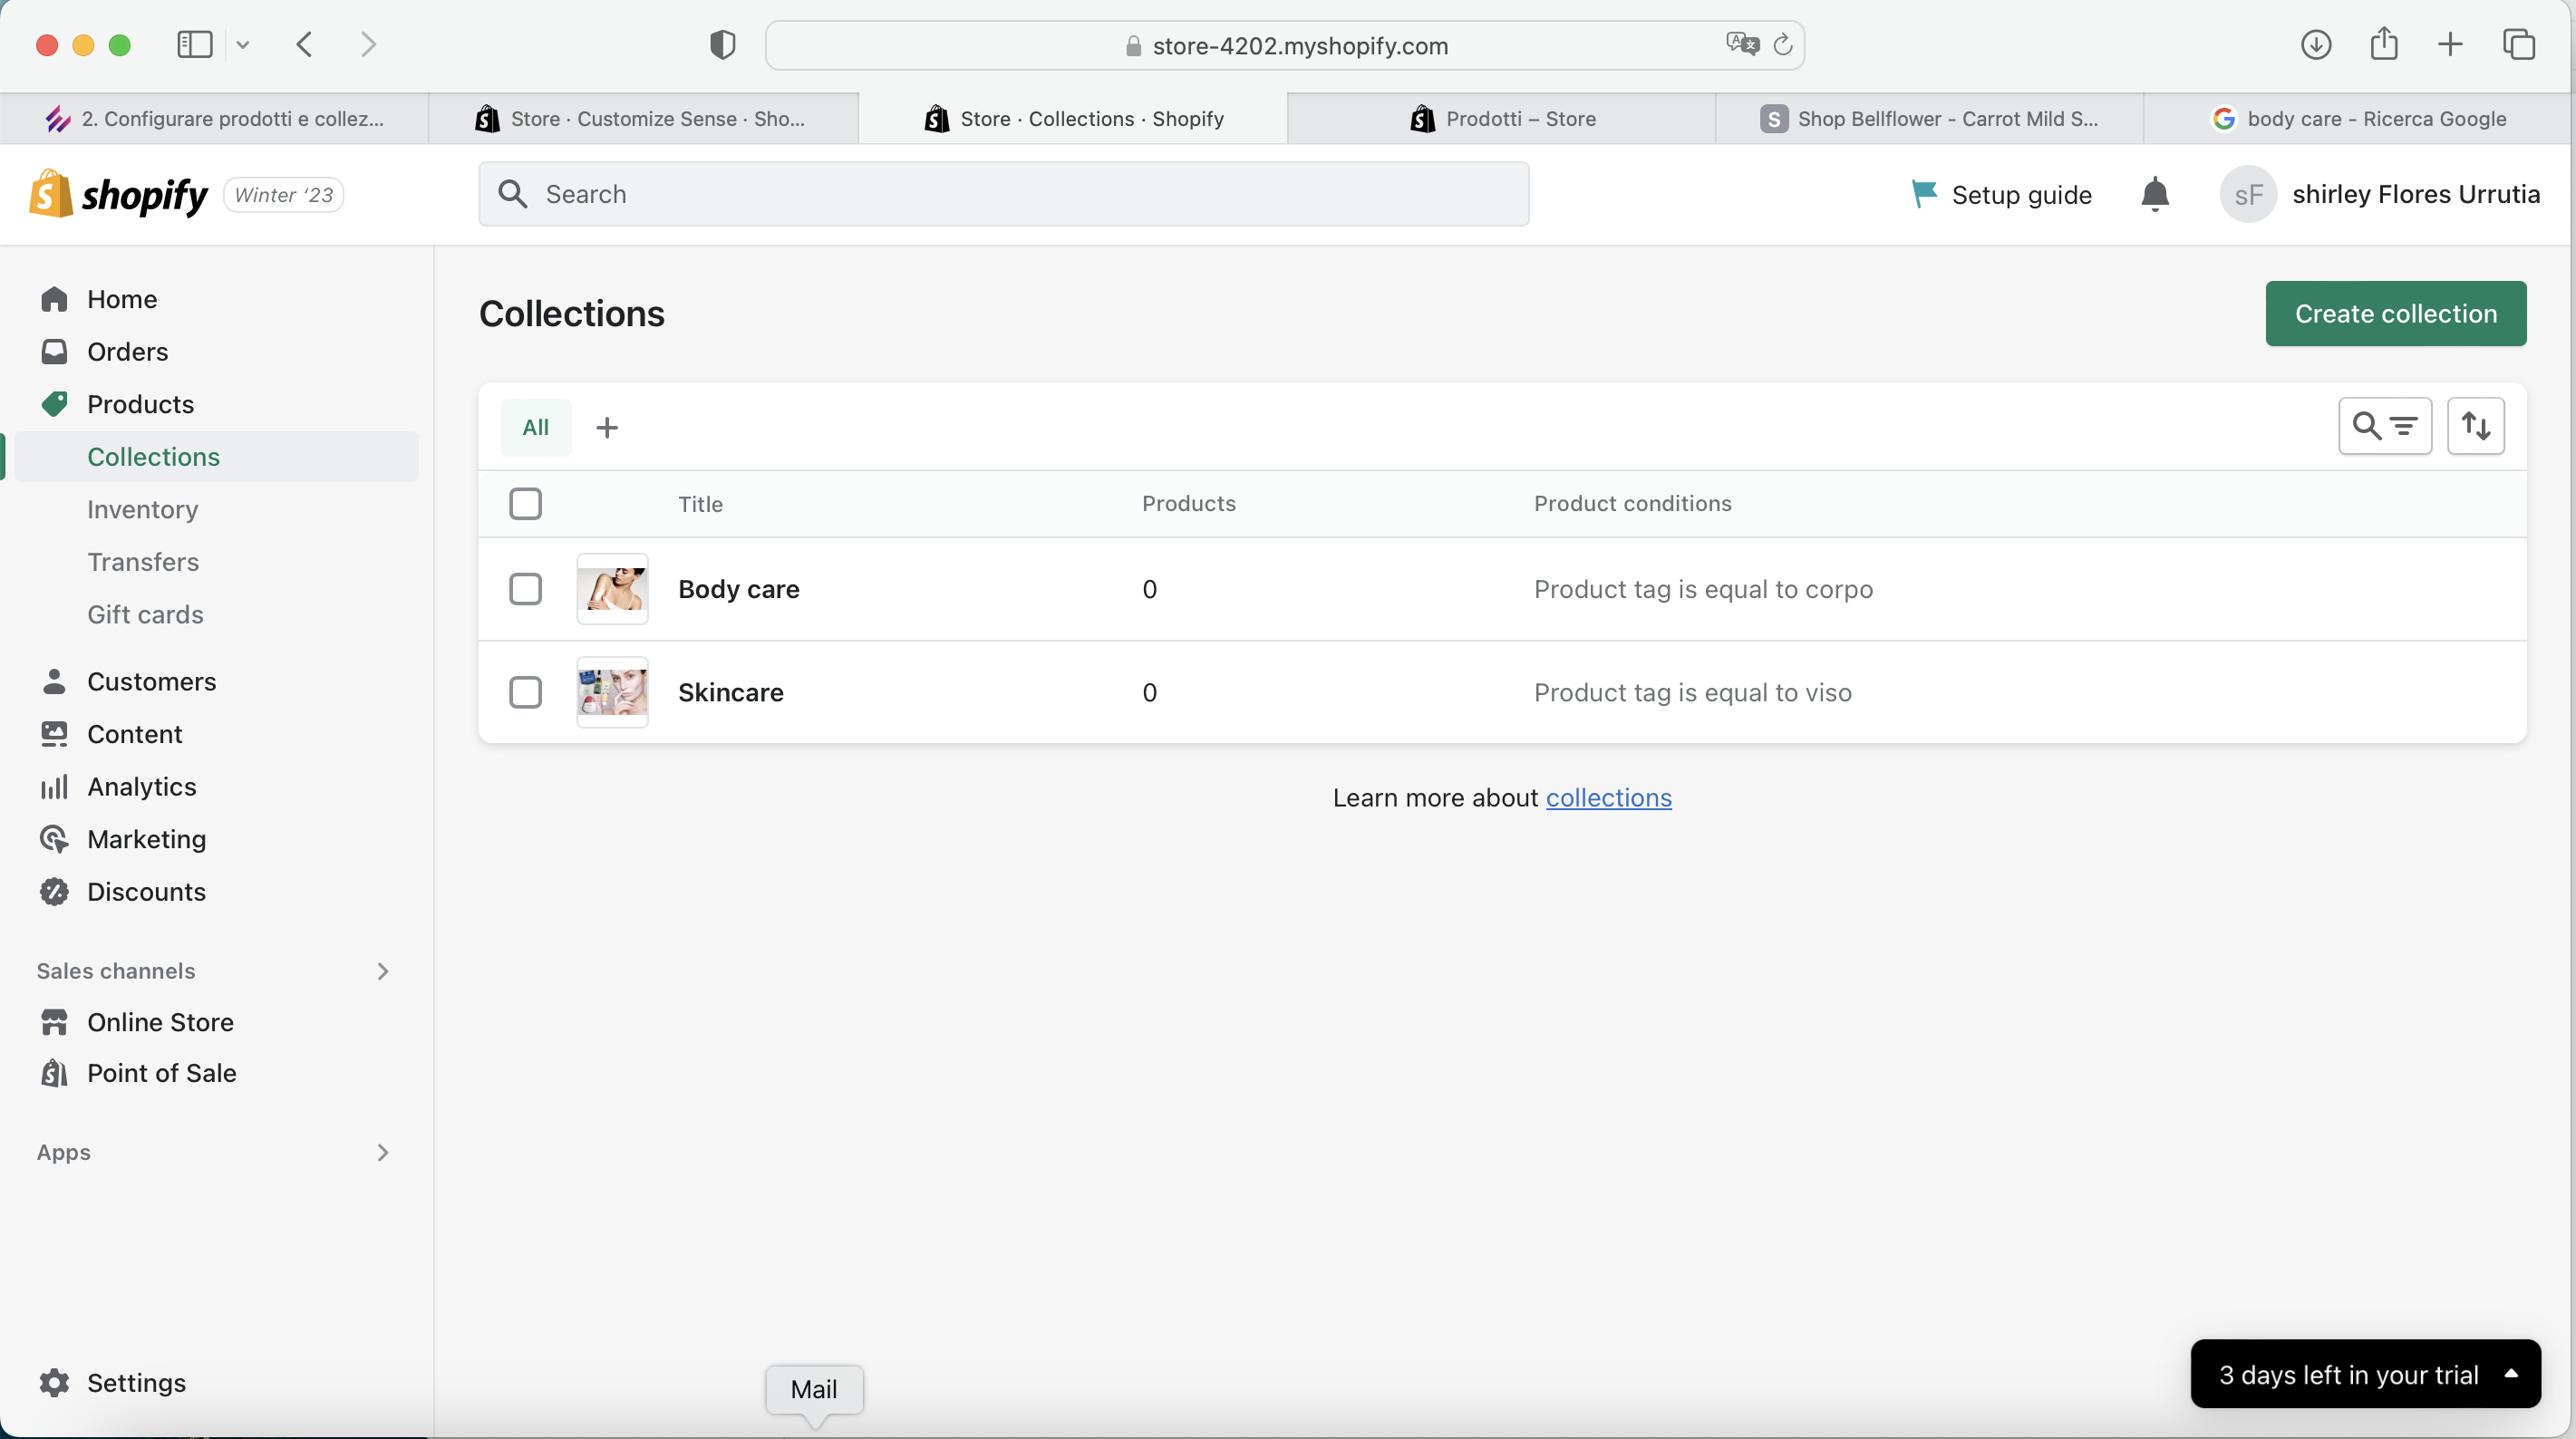 store-4202.myshopify.com
2. Configurare prodotti e collez...
Store · Customize Sense · Sho...
Store · Collections · Shopify
Prodotti – Store
S Shop Bellflower - Carrot Mild S...
body care - Ricerca Google
shopify
Winter ’23
Search
Setup guide
sF
shirley Flores Urrutia
Home
Orders
Products
Collections
Inventory
Transfers
Gift cards
Customers
Content
Analytics
Marketing
Discounts
Sales channels
Online Store
Point of Sale
Apps
Settings
Collections
Create collection
All
Title Products Product conditions
Body care 0 Product tag is equal to corpo
Skincare 0 Product tag is equal to viso
Learn more about collections
3 days left in your trial
Mail